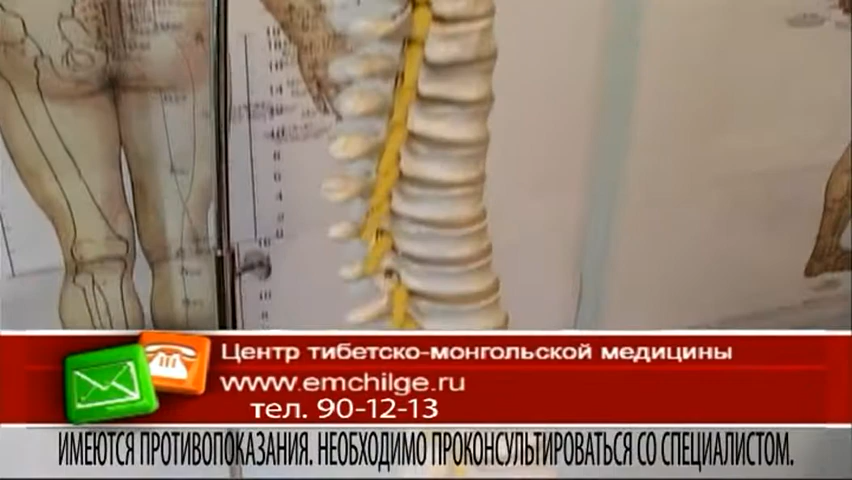 Центр тибетско-монгольской медицины
www.emchilge.ru
тел. 90-12-13
ИМЕЮТСЯ ПРОТИВОПОКАЗАНИЯ. НЕОБХОДИМО ПРОКОНСУЛЬТИРОВАТЬСЯ СО СПЕЦИАЛИСТОМ.